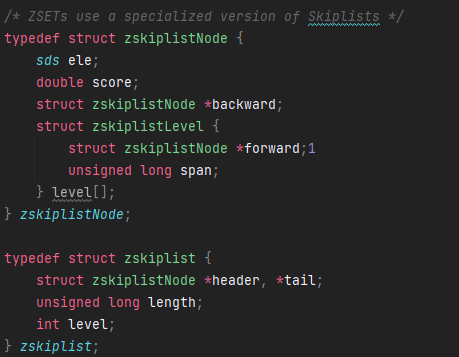 /* ZSETs use a specialized version of Skiplists */
typedef struct zskiplistNode {
    sds ele;
    double score;
    struct zskiplistNode *backward;
    struct zskiplistLevel {
        struct zskiplistNode *forward;1
        unsigned long span;
    } level[];
} zskiplistNode;

typedef struct zskiplist {
    struct zskiplistNode *header, *tail;
    unsigned long length;
    int level;
} zskiplist;